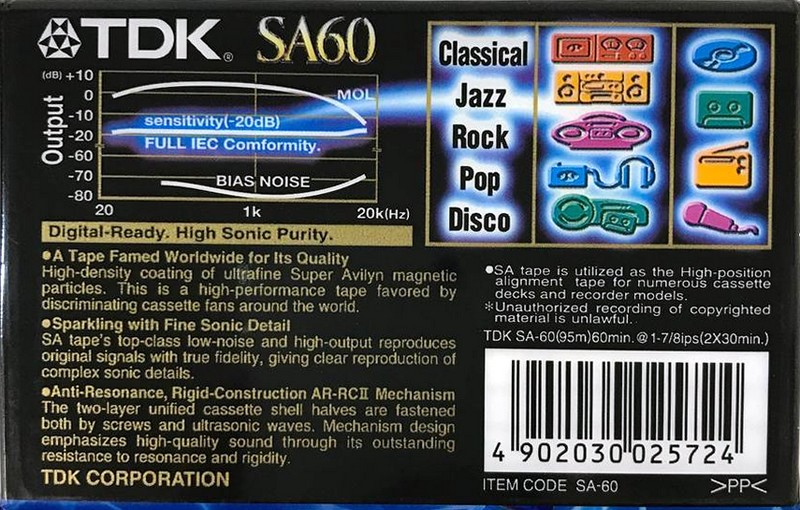 TDK® SA60
(dB) +10
0
-10
-20
-60
-70
-80
Output
MOL
sensitivity(-20dB)
FULL IEC Comformity.
BIAS NOISE
20 1k 20k(Hz)
Classical
Jazz
Rock
Pop
Disco
Digital-Ready. High Sonic Purity.
●A Tape Famed Worldwide for Its Quality
High-density coating of ultrafine Super Avilyn magnetic
particles. This is a high-performance tape favored by
discriminating cassette fans around the world.
●Sparkling with Fine Sonic Detail
SA tape's top-class low-noise and high-output reproduces
original signals with true fidelity, giving clear reproduction of
complex sonic details.
●Anti-Resonance, Rigid-Construction AR-RCⅡ Mechanism
The two-layer unified cassette shell halves are fastened
both by screws and ultrasonic waves. Mechanism design
emphasizes high-quality sound through its outstanding
resistance to resonance and rigidity.
TDK CORPORATION
●SA tape is utilized as the High-position
alignment tape for numerous cassette
decks and recorder models.
※Unauthorized recording of copyrighted
material is unlawful.
TDK SA-60(95m)60min.@1-7/8ips(2X30min.)
4 902030 025724
ITEM CODE SA-60 >PP<